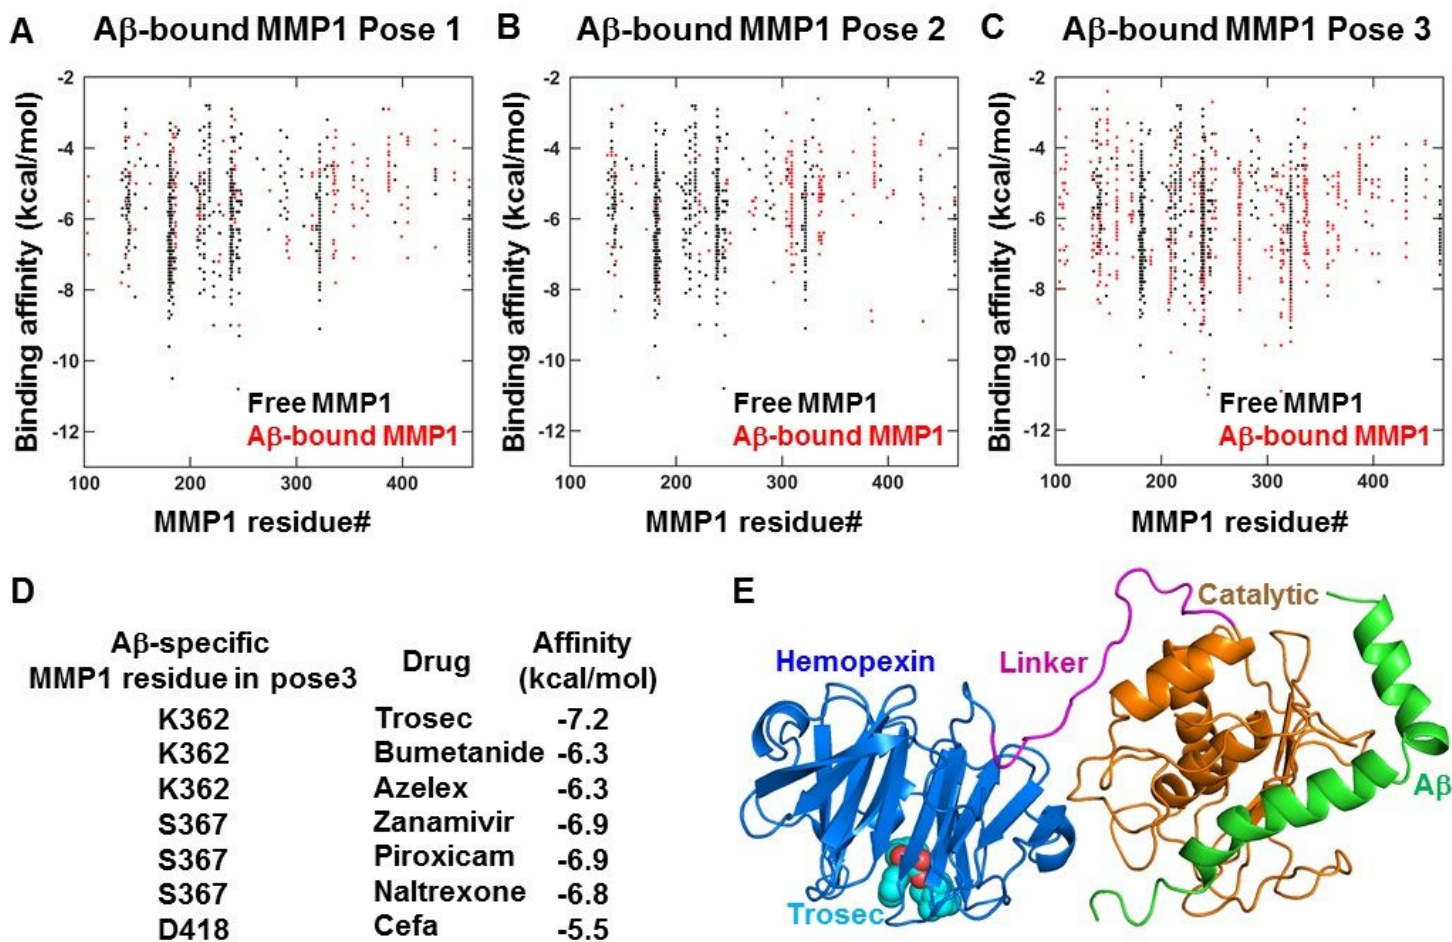 A Aβ-bound MMP1 Pose 1
B Aβ-bound MMP1 Pose 2
C Aβ-bound MMP1 Pose 3
Binding affinity (kcal/mol)
-2
-4
-6
-8
-10
-12
Free MMP1
Aβ-bound MMP1
100 200 300 400
MMP1 residue#
Binding affinity (kcal/mol)
-2
-4
-6
-8
-10
-12
Free MMP1
Aβ-bound MMP1
100 200 300 400
MMP1 residue#
Binding affinity (kcal/mol)
-2
-4
-6
-8
-10
-12
Free MMP1
Aβ-bound MMP1
100 200 300 400
MMP1 residue#
D
Aβ-specific
MMP1 residue in pose3
Drug
Affinity
(kcal/mol)
K362 Trosec -7.2
K362 Bumetanide -6.3
K362 Azelex -6.3
S367 Zanamivir -6.9
S367 Piroxicam -6.9
S367 Naltrexone -6.8
D418 Cefa -5.5
E
Catalytic
Hemopexin
Linker
Aβ
Trosec